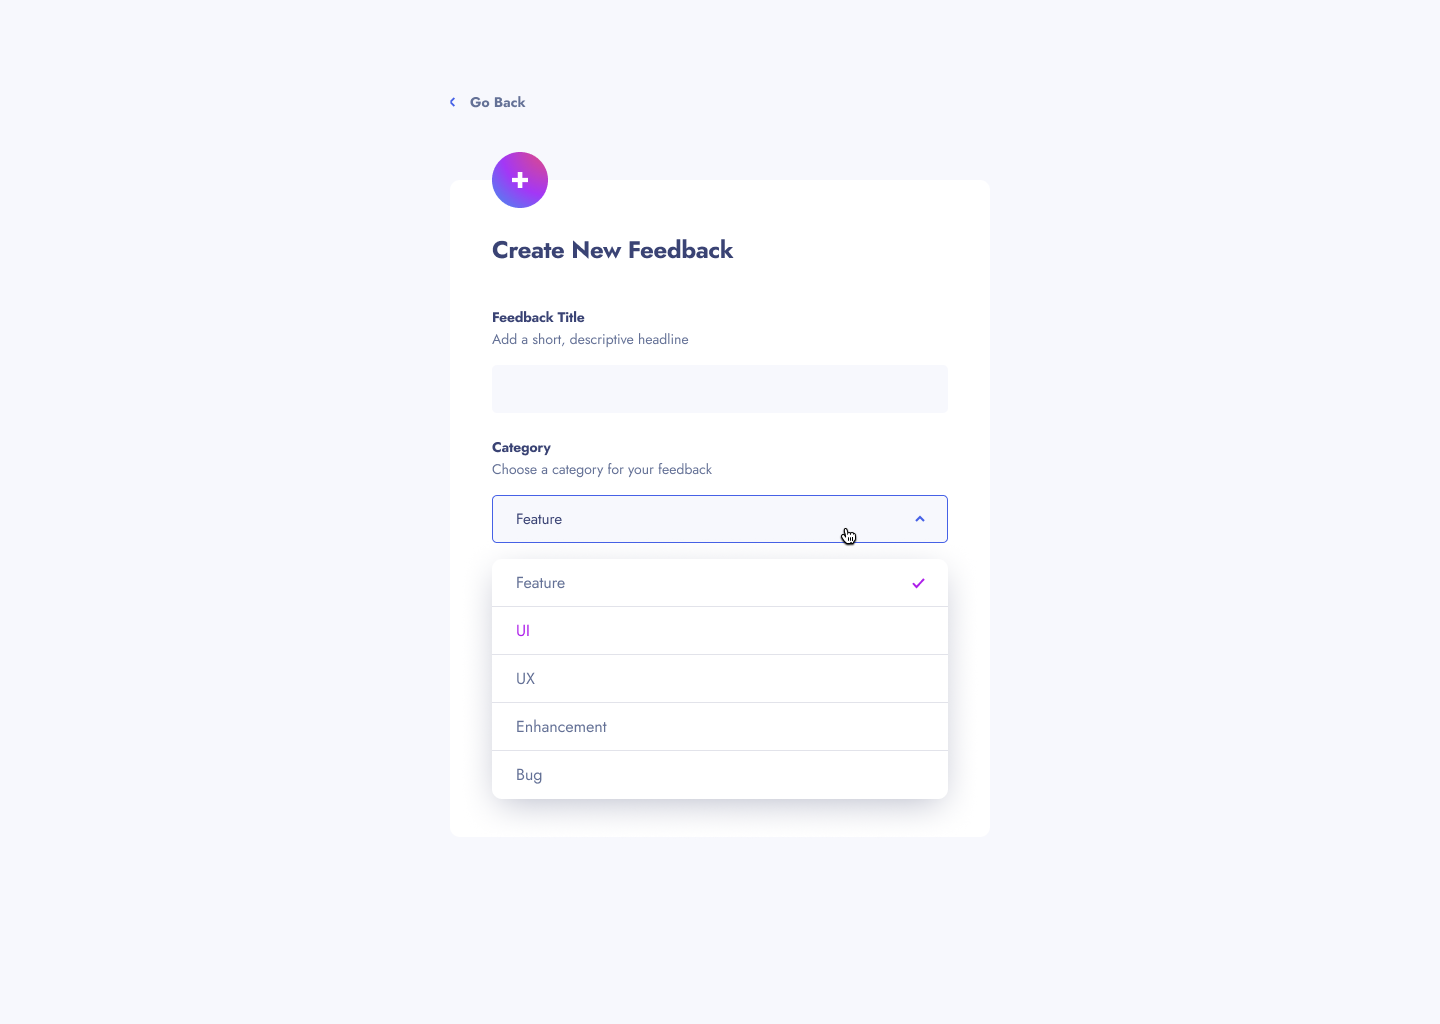 Go Back
Create New Feedback
Feedback Title
Add a short, descriptive headline
Category
Choose a category for your feedback
Feature
Feature
UI
UX
Enhancement
Bug